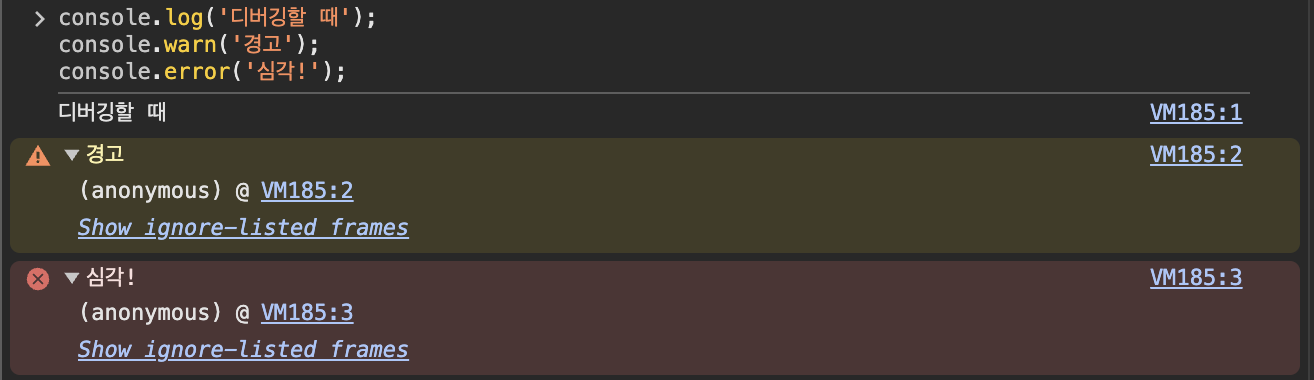 console.log('디버깅할 때');
console.warn('경고');
console.error('심각!');
디버깅할 때 VM185:1
경고 VM185:2
(anonymous) @ VM185:2
Show ignore-listed frames
심각! VM185:3
(anonymous) @ VM185:3
Show ignore-listed frames